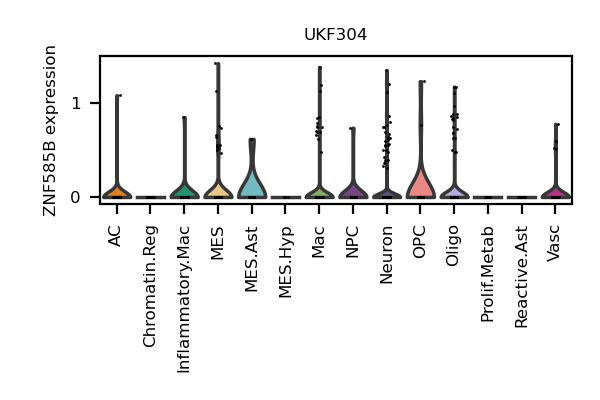 UKF304
ZNF585B expression
1
0
AC
Chromatin.Reg
Inflammatory.Mac
MES
MES.Ast
MES.Hyp
Mac
NPC
Neuron
OPC
Oligo
Prolif.Metab
Reactive.Ast
Vasc